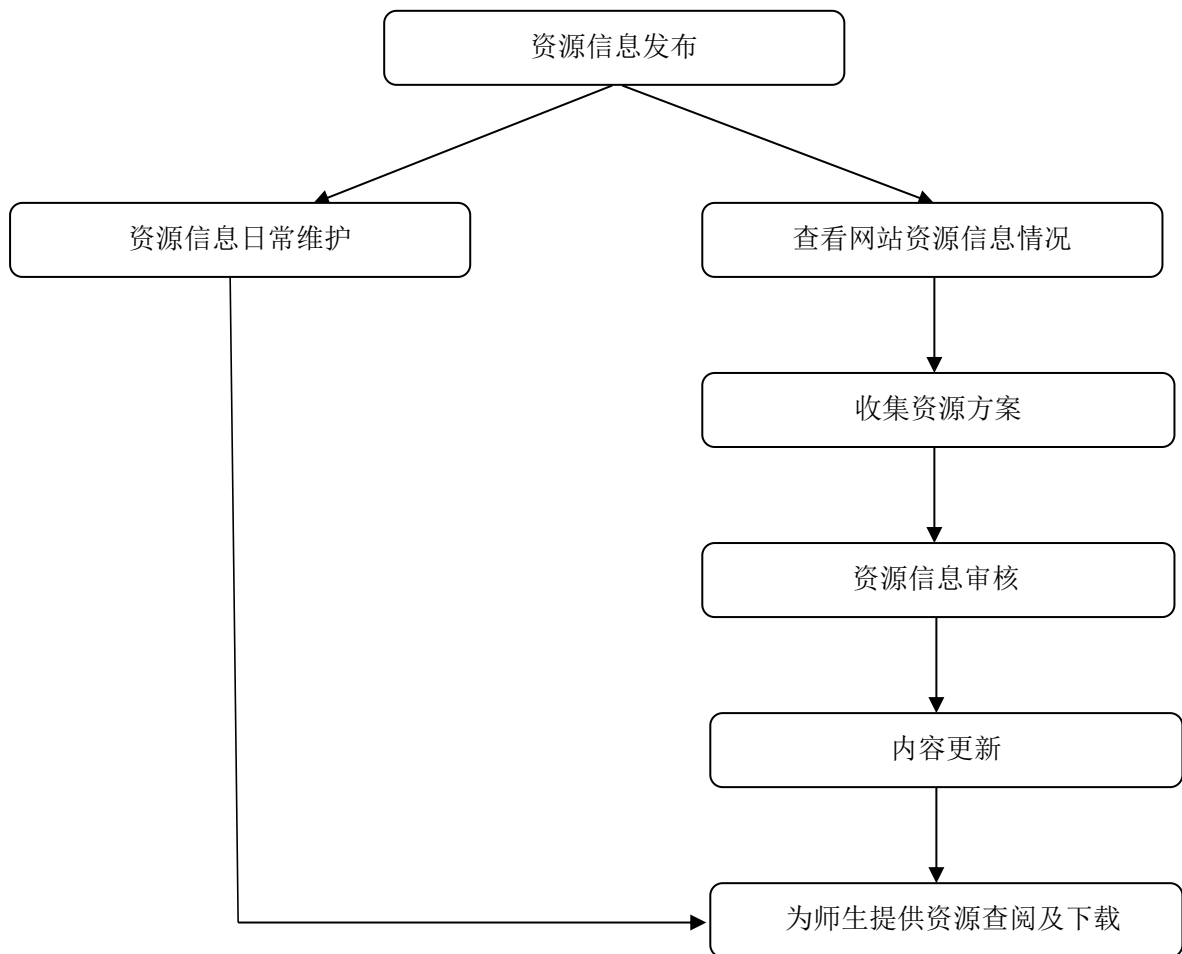 资源信息发布
资源信息日常维护
查看网站资源信息情况
收集资源方案
资源信息审核
内容更新
为师生提供资源查阅及下载